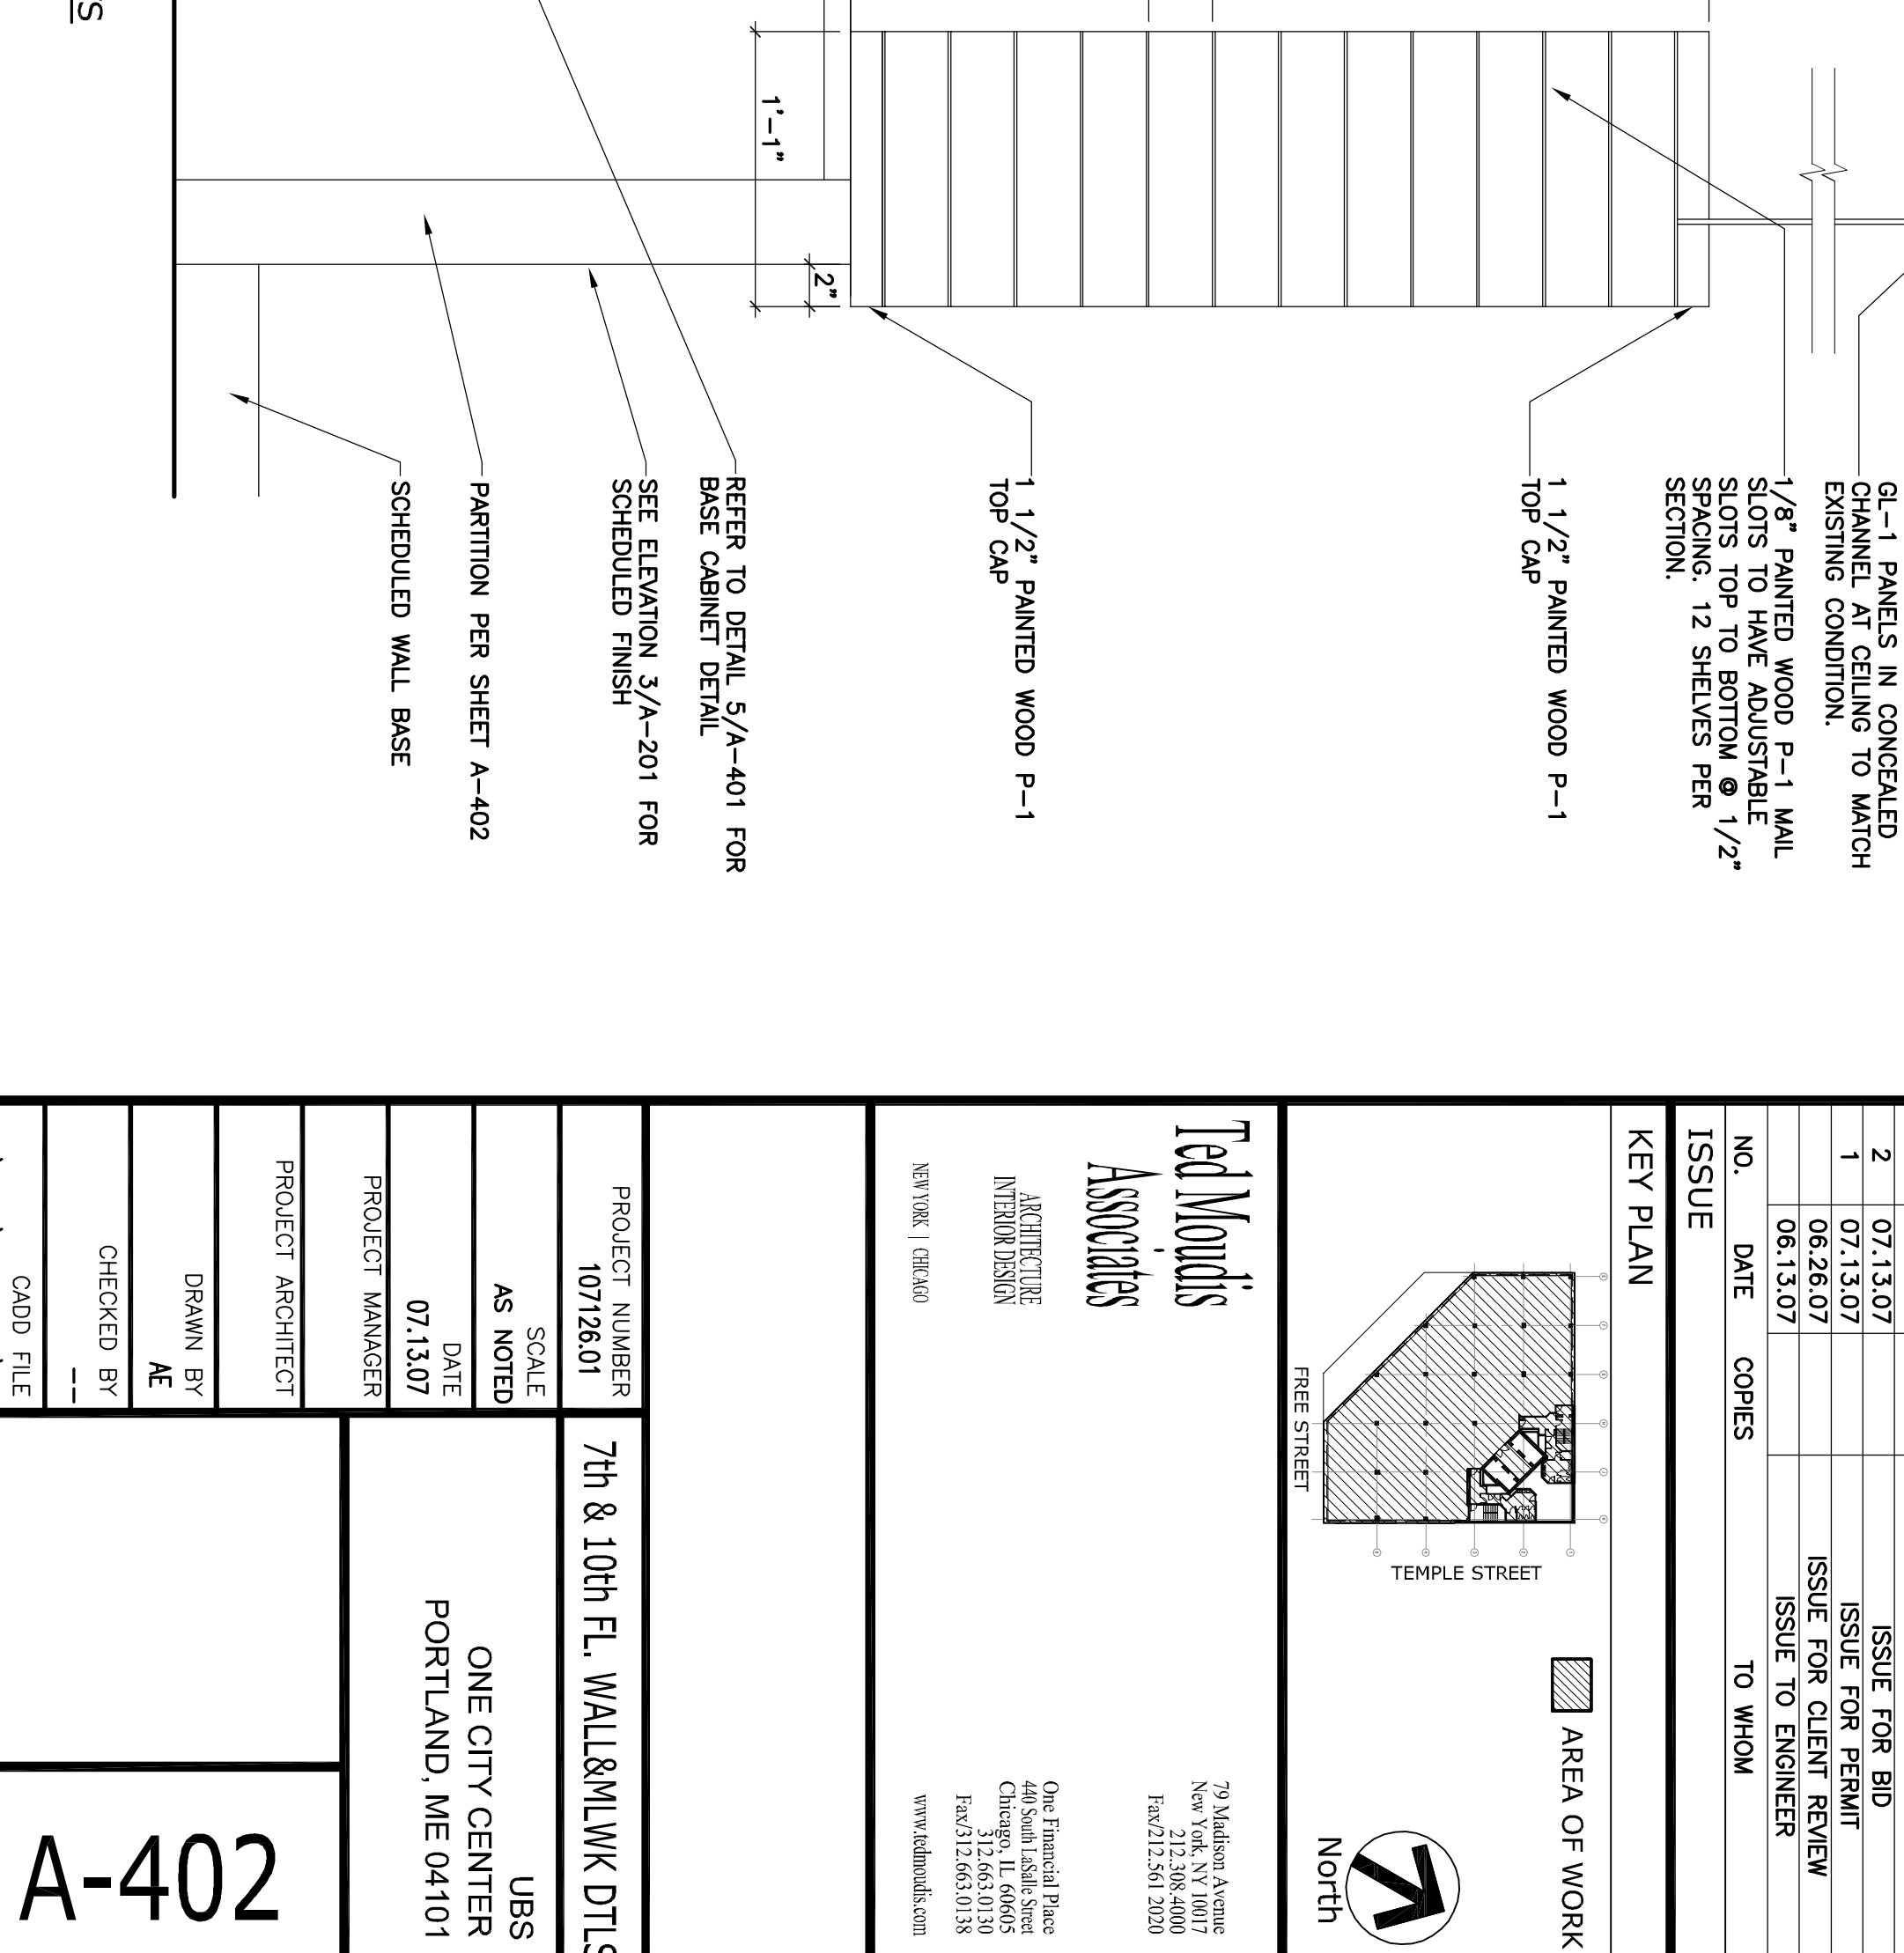 GL-1 PANELS IN CONCEALED
CHANNEL AT CEILING TO MATCH
EXISTING CONDITION.
1/8" PAINTED WOOD P-1 MAIL
SLOTS TO HAVE ADJUSTABLE
SLOTS TOP TO BOTTOM @ 1/2"
SPACING. 12 SHELVES PER
SECTION.
1 1/2" PAINTED WOOD P-1
TOP CAP
1 1/2" PAINTED WOOD P-1
TOP CAP
1'-1"
2"
REFER TO DETAIL 5/A-401 FOR
BASE CABINET DETAIL
SEE ELEVATION 3/A-201 FOR
SCHEDULED FINISH
PARTITION PER SHEET A-402
SCHEDULED WALL BASE
S
2 07.13.07 ISSUE FOR BID
1 07.13.07 ISSUE FOR PERMIT
06.26.07 ISSUE FOR CLIENT REVIEW
06.13.07 ISSUE TO ENGINEER
NO. DATE COPIES TO WHOM
ISSUE
KEY PLAN
AREA OF WORK
TEMPLE STREET
FREE STREET
North
Ted Moudis
Associates
ARCHITECTURE
INTERIOR DESIGN
NEW YORK | CHICAGO
79 Madison Avenue
New York, NY 10017
212.308.4000
Fax/212.561 2020
One Financial Place
440 South LaSalle Street
Chicago, IL 60605
312.663.0130
Fax/312.663.0138
www.tedmoudis.com
PROJECT NUMBER
107126.01
SCALE
AS NOTED
DATE
07.13.07
PROJECT MANAGER
PROJECT ARCHITECT
DRAWN BY
AE
CHECKED BY
--
CADD FILE
7th & 10th FL. WALL&MLWK DTLS
UBS
ONE CITY CENTER
PORTLAND, ME 04101
A-402